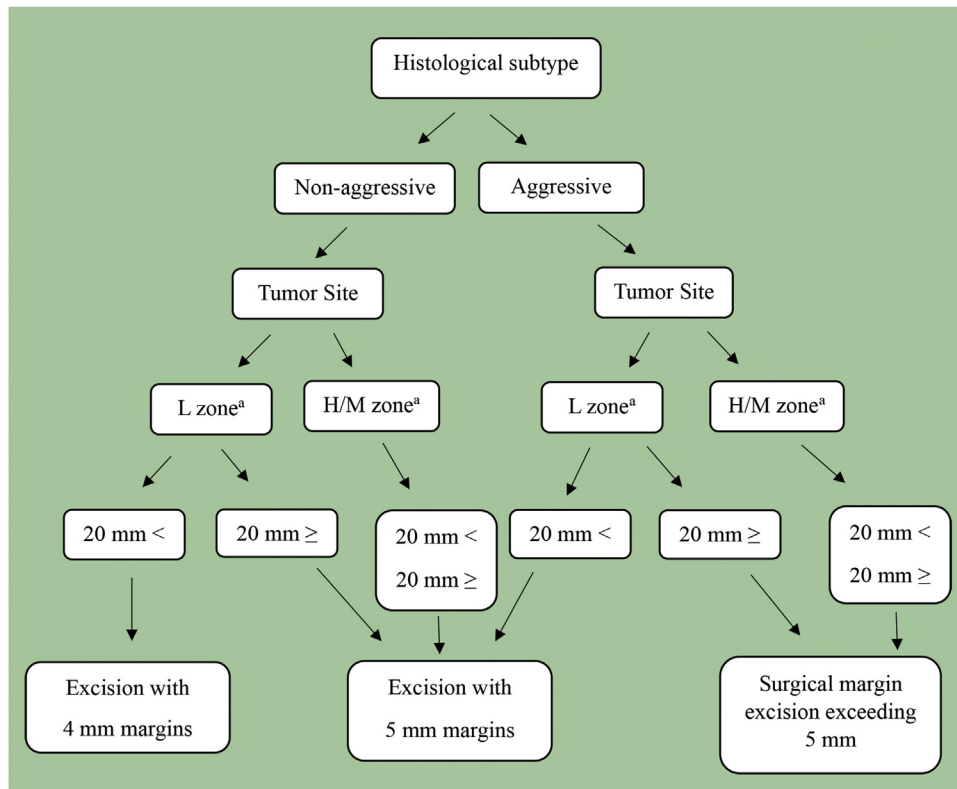 Histological subtype
Non-aggressive
Aggressive
Tumor Site
Tumor Site
L zoneᵃ
H/M zoneᵃ
L zoneᵃ
H/M zoneᵃ
20 mm <
20 mm ≥
20 mm <
20 mm ≥
20 mm <
20 mm ≥
20 mm <
20 mm ≥
Excision with
4 mm margins
Excision with
5 mm margins
Surgical margin
excision exceeding
5 mm